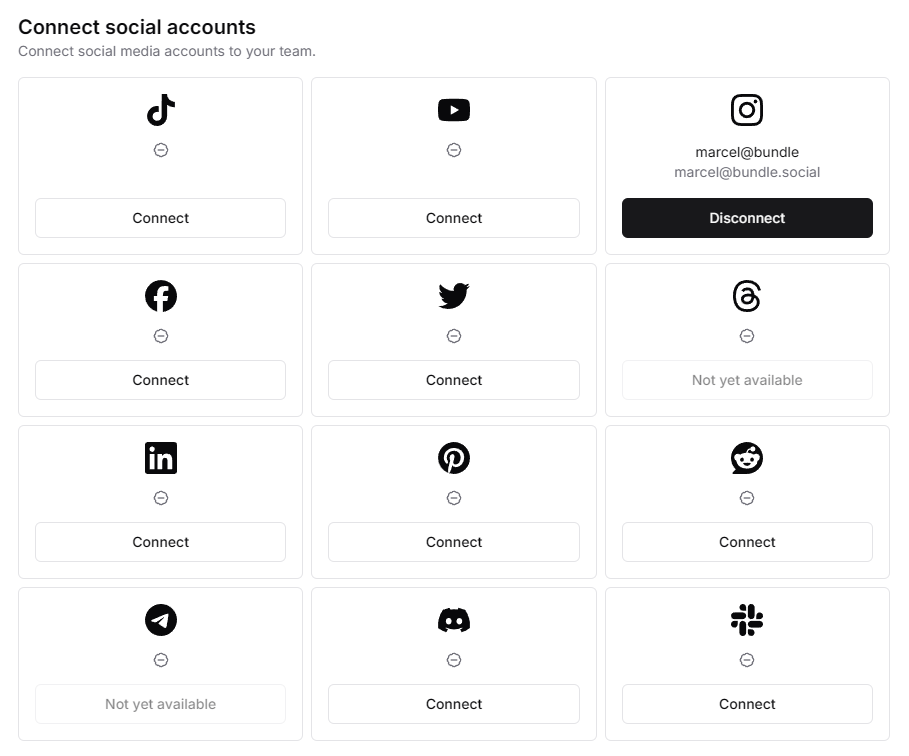 Connect social accounts
Connect social media accounts to your team.
Connect
Connect
marcel@bundle
marcel@bundle.social
Disconnect
Connect
Connect
Not yet available
in
Connect
Connect
Connect
Not yet available
Connect
Connect